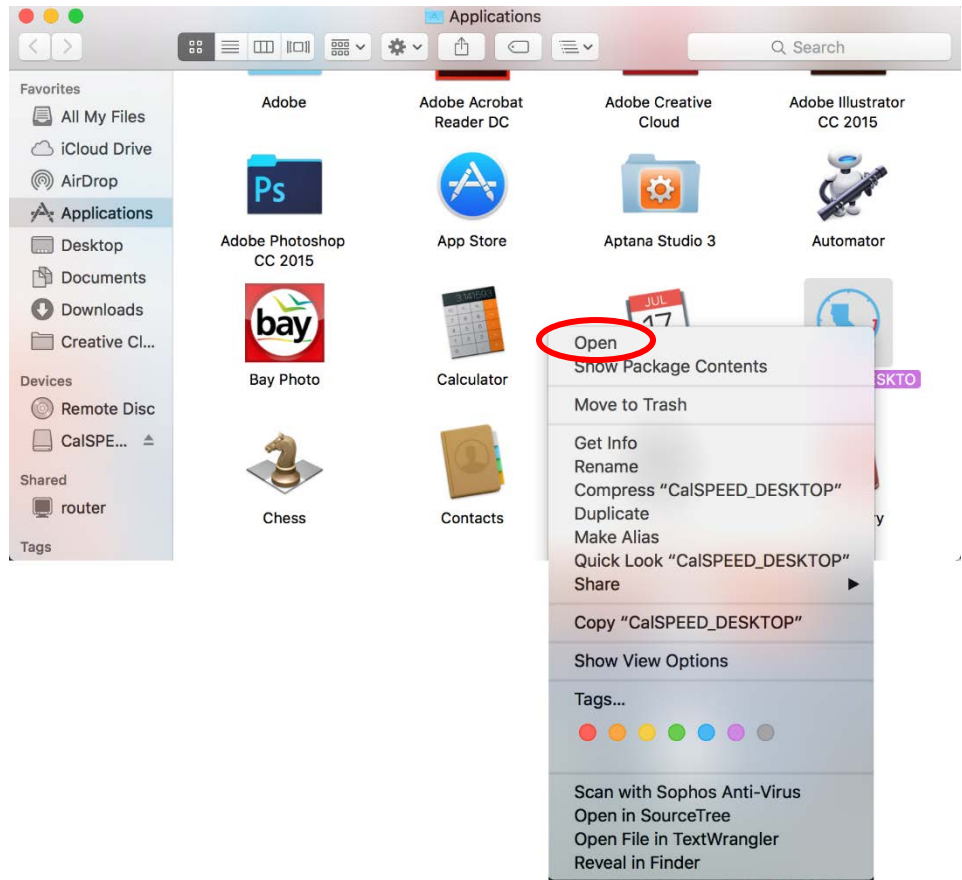 Applications
Search
Favorites
All My Files
iCloud Drive
AirDrop
Applications
Desktop
Documents
Downloads
Creative Cl...
Devices
Remote Disc
CalSPE...
Shared
router
Tags
Adobe
Adobe Acrobat
Reader DC
Adobe Creative
Cloud
Adobe Illustrator
CC 2015
Ps
Adobe Photoshop
CC 2015
App Store
Aptana Studio 3
Automator
bay
Bay Photo
3.141593
Calculator
JUL
17
SKTO
Chess
Contacts
y
Open
Show Package Contents
Move to Trash
Get Info
Rename
Compress “CalSPEED_DESKTOP”
Duplicate
Make Alias
Quick Look “CalSPEED_DESKTOP”
Share
Copy “CalSPEED_DESKTOP”
Show View Options
Tags...
Scan with Sophos Anti-Virus
Open in SourceTree
Open File in TextWrangler
Reveal in Finder